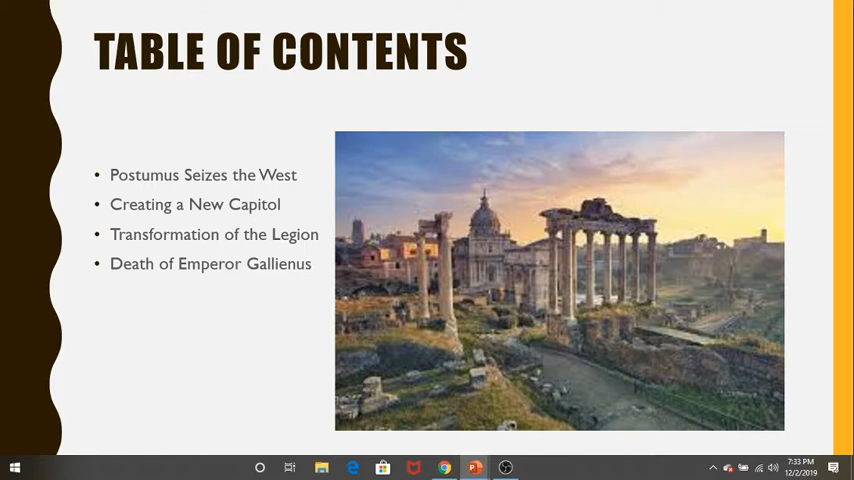 TABLE OF CONTENTS
• Postumus Seizes the West
• Creating a New Capitol
• Transformation of the Legion
• Death of Emperor Gallienus
7:33 PM
12/2/2019